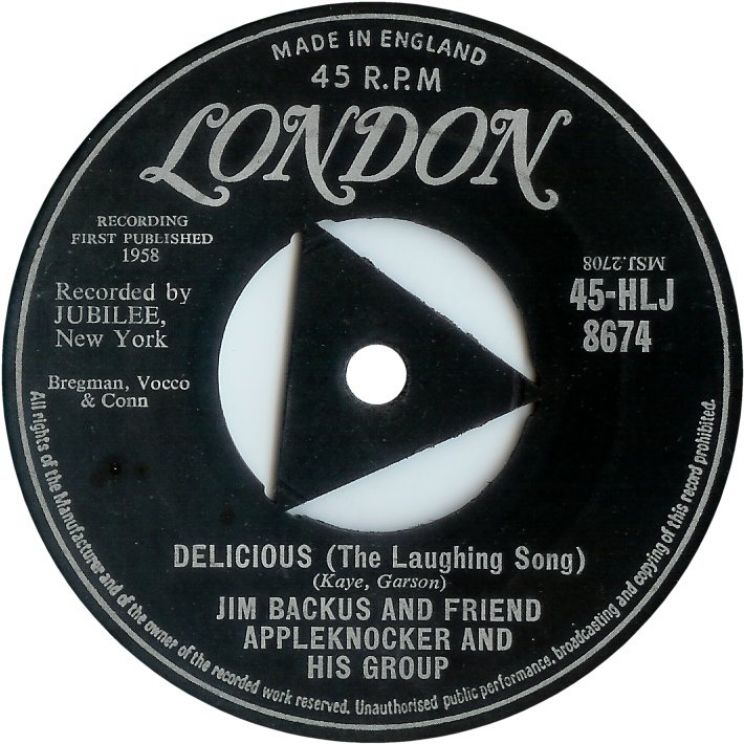 MADE IN ENGLAND
45 R.P.M
LONDON
RECORDING
FIRST PUBLISHED
1958
Recorded by
JUBILEE,
New York
Bregman, Vocco
& Conn
MSJ.2708
45-HLJ
8674
DELICIOUS (The Laughing Song)
(Kaye, Garson)
JIM BACKUS AND FRIEND
APPLEKNOCKER AND
HIS GROUP
All rights of the Manufacturer and of the owner of the recorded work reserved. Unauthorised public performance, broadcasting and copying of this record prohibited.